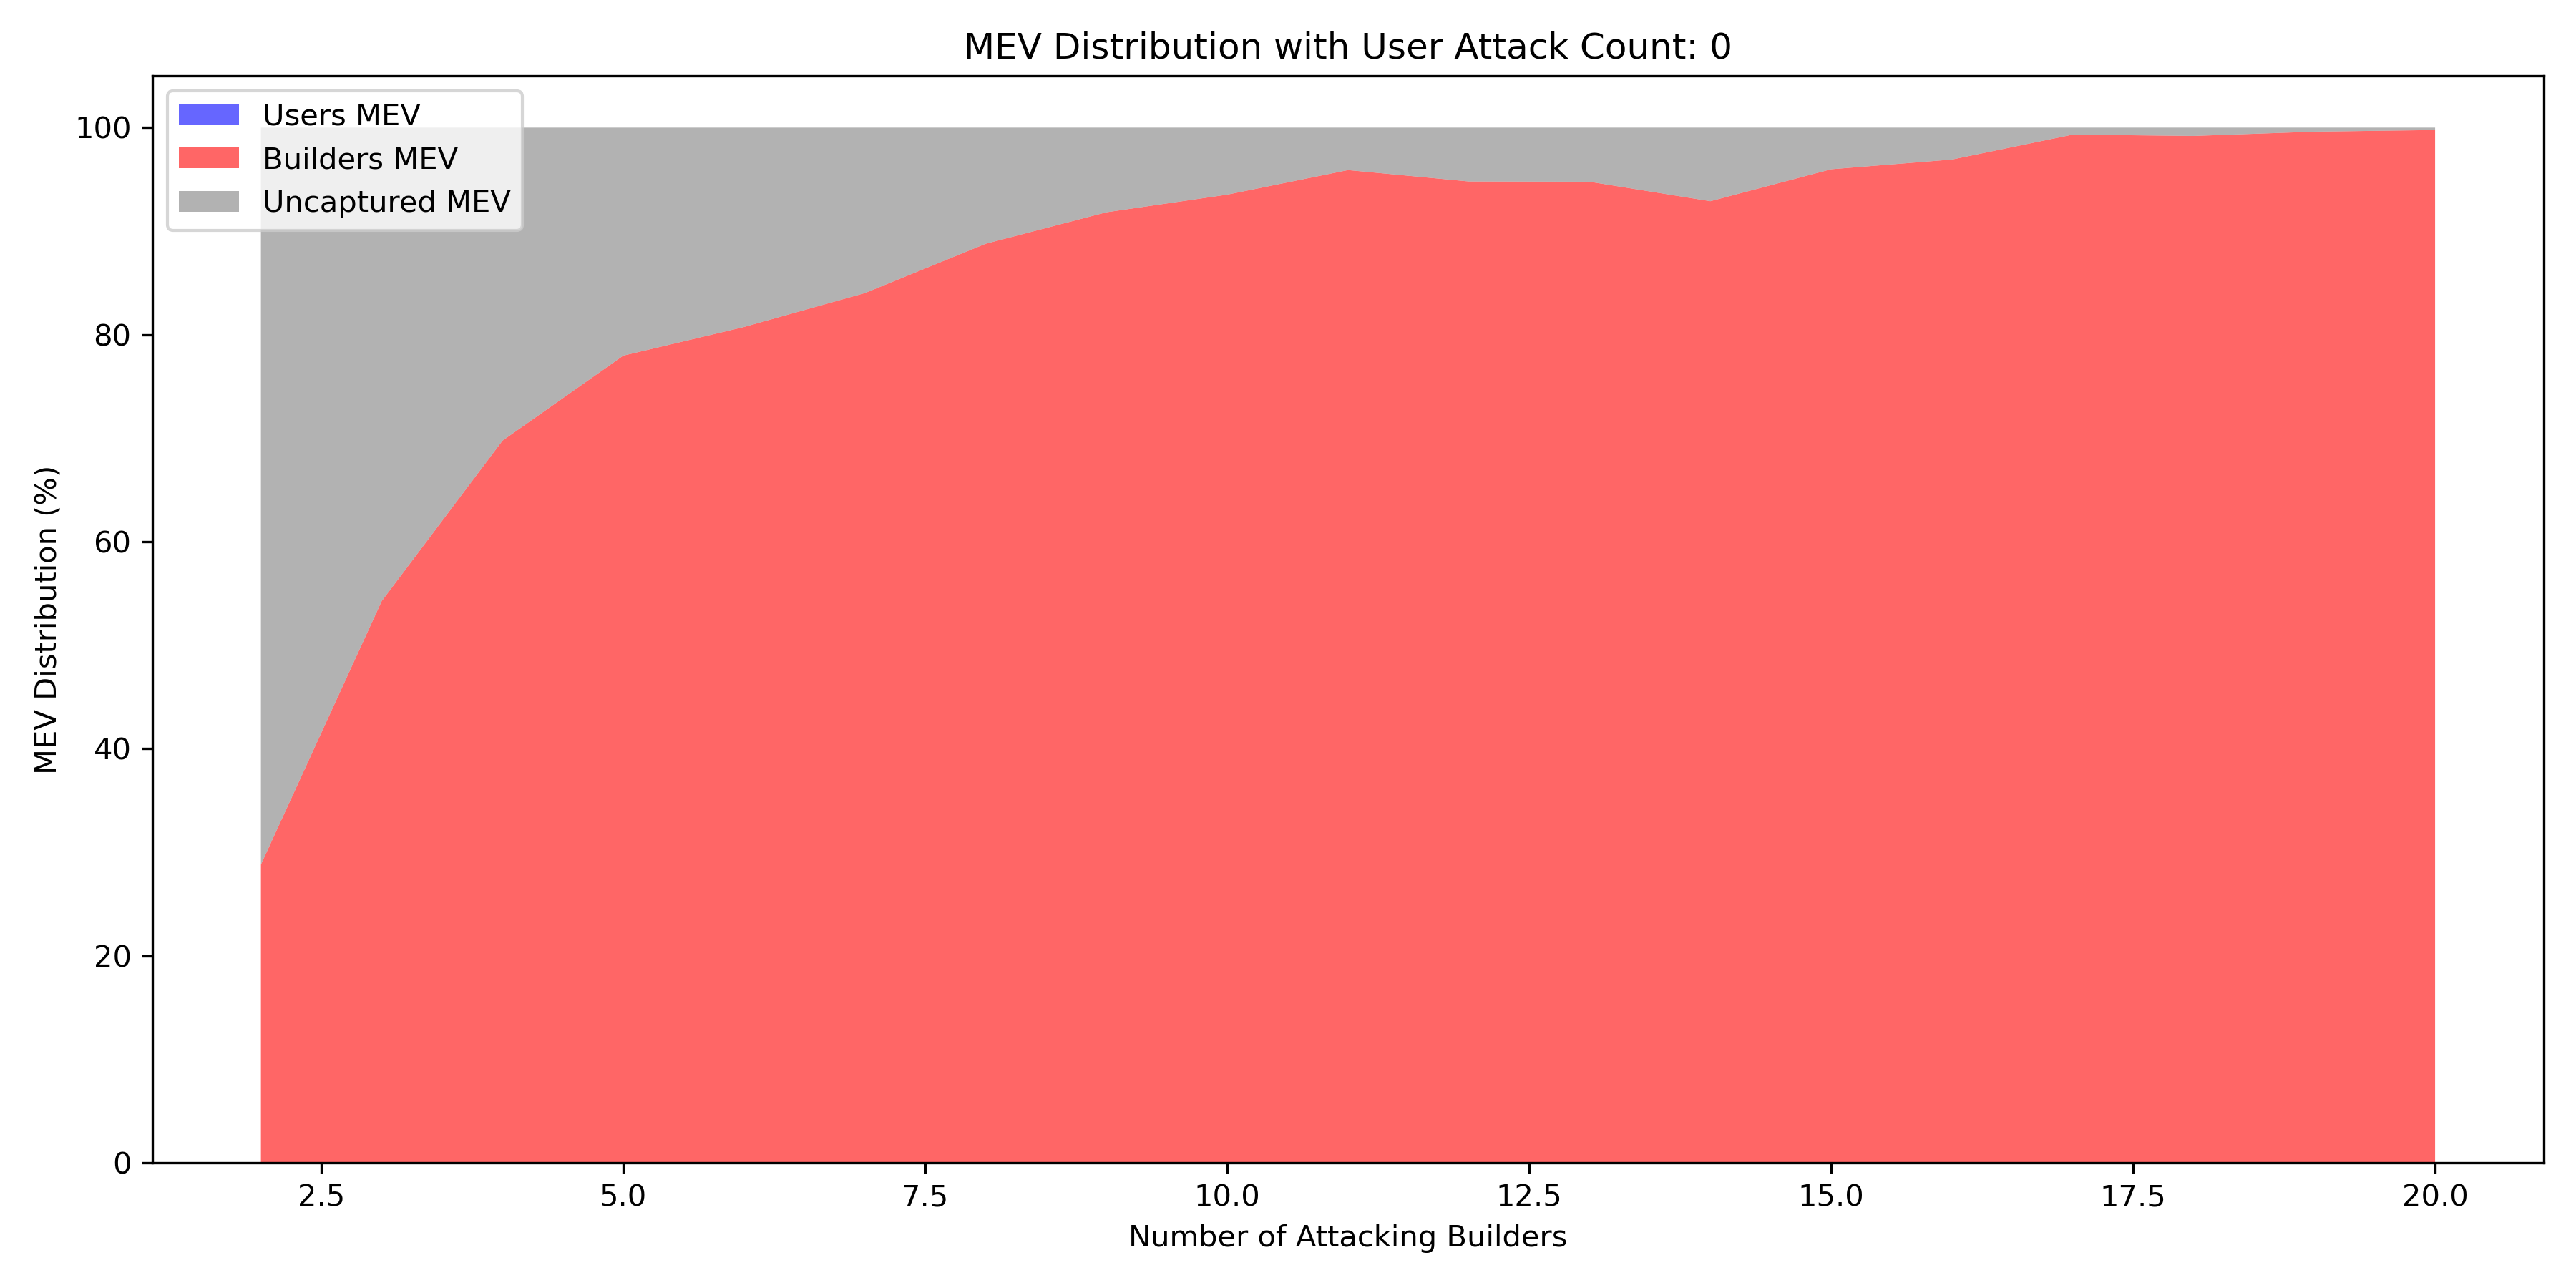 MEV Distribution with User Attack Count: 0
Users MEV
Builders MEV
Uncaptured MEV
MEV Distribution (%)
100
80
60
40
20
0
2.5 5.0 7.5 10.0 12.5 15.0 17.5 20.0
Number of Attacking Builders